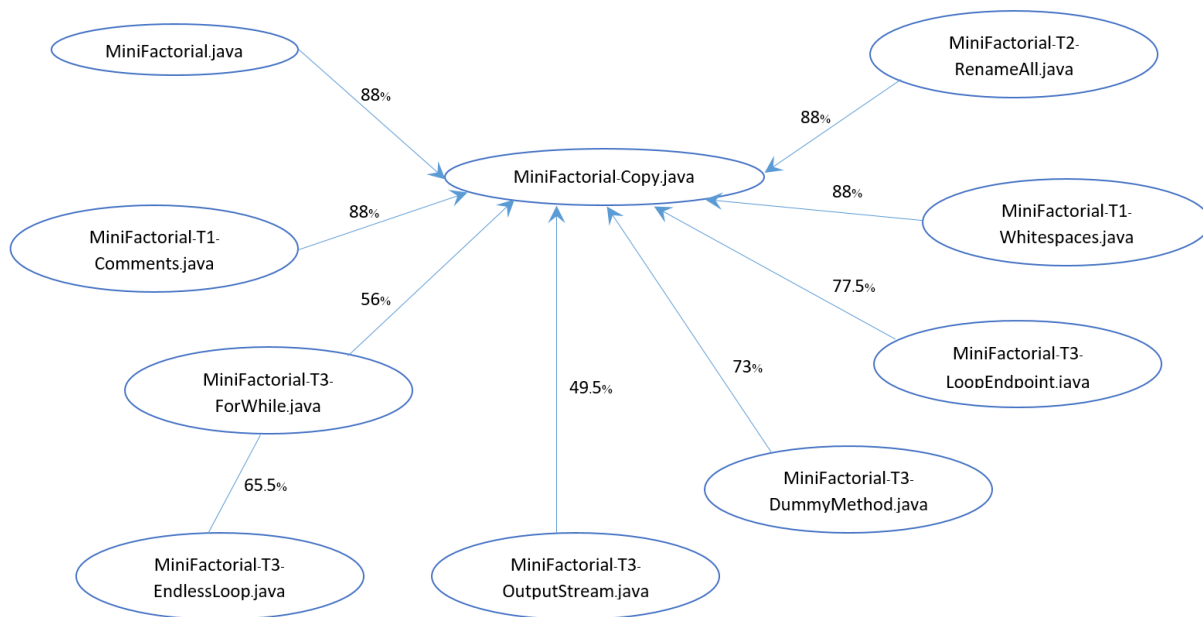 MiniFactorial.java
MiniFactorial-T2-
RenameAll.java
88%
88%
MiniFactorial-Copy.java
88%
88%
MiniFactorial-T1-
Comments.java
MiniFactorial-T1-
Whitespaces.java
56%
77.5%
MiniFactorial-T3-
ForWhile.java
49.5%
73%
MiniFactorial-T3-
LoopEndpoint.java
65.5%
MiniFactorial-T3-
DummyMethod.java
MiniFactorial-T3-
EndlessLoop.java
MiniFactorial-T3-
OutputStream.java